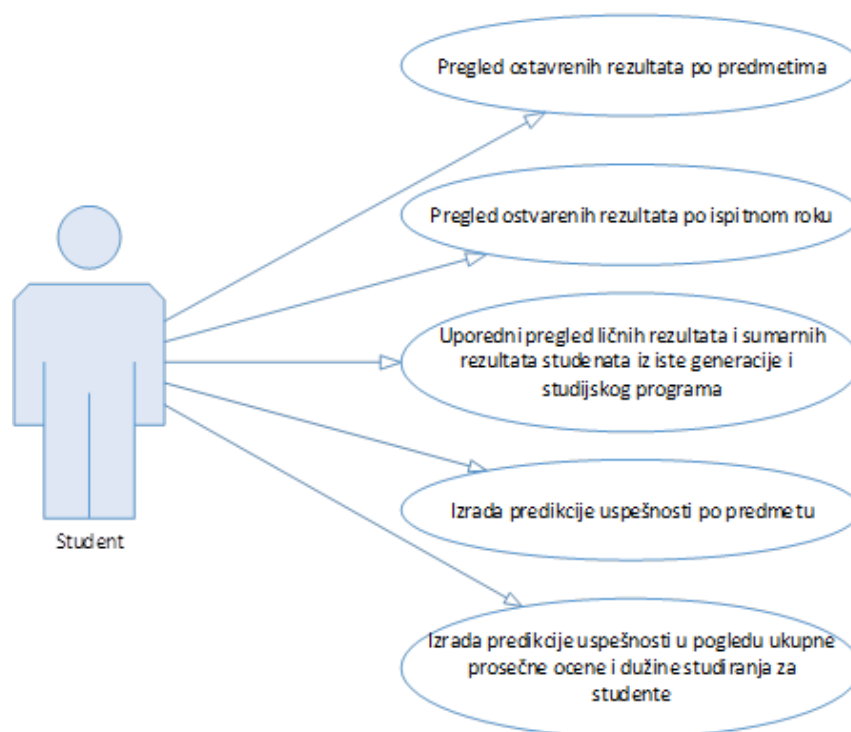 Pregled ostavrenih rezultata po predmetima
Pregled ostvarenih rezultata po ispitnom roku
Uporedni pregled ličnih rezultata i sumarnih
rezultata studenata iz iste generacije i
studijskog programa
Izrada predikcije uspešnosti po predmetu
Student
Izrada predikcije uspešnosti u pogledu ukupne
prosečne ocene i dužine studiranja za
studente